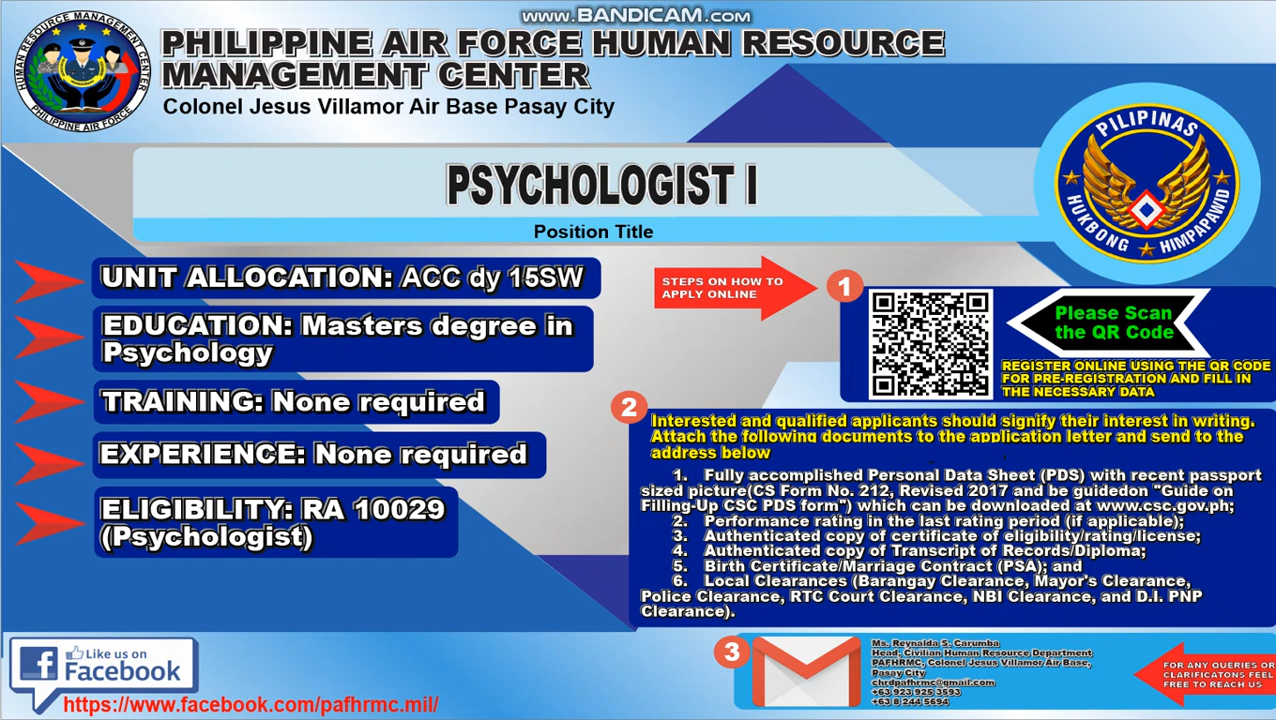 www.BANDICAM.com
HUMAN RESOURCE MANAGEMENT CENTER
PHILIPPINE AIR FORCE
PHILIPPINE AIR FORCE HUMAN RESOURCE
MANAGEMENT CENTER
Colonel Jesus Villamor Air Base Pasay City
PILIPINAS
HUKBONG HIMPAPAWID
PSYCHOLOGIST I
Position Title
UNIT ALLOCATION: ACC dy 15SW
EDUCATION: Masters degree in
Psychology
TRAINING: None required
EXPERIENCE: None required
ELIGIBILITY: RA 10029
(Psychologist)
STEPS ON HOW TO
APPLY ONLINE
1
Please Scan
the QR Code
REGISTER ONLINE USING THE QR CODE
FOR PRE-REGISTRATION AND FILL IN
THE NECESSARY DATA
2
Interested and qualified applicants should signify their interest in writing.
Attach the following documents to the application letter and send to the
address below
1. Fully accomplished Personal Data Sheet (PDS) with recent passport
sized picture(CS Form No. 212, Revised 2017 and be guidedon "Guide on
Filling-Up CSC PDS form") which can be downloaded at www.csc.gov.ph;
2. Performance rating in the last rating period (if applicable);
3. Authenticated copy of certificate of eligibility/rating/license;
4. Authenticated copy of Transcript of Records/Diploma;
5. Birth Certificate/Marriage Contract (PSA); and
6. Local Clearances (Barangay Clearance, Mayor's Clearance,
Police Clearance, RTC Court Clearance, NBI Clearance, and D.I. PNP
Clearance).
3
Ms. Reynalda S. Carumba
Head, Civilian Human Resource Department
PAFHRMC, Colonel Jesus Villamor Air Base,
Pasay City
chrdpafhrmc@gmail.com
+63 923 925 3593
+63 8 244 5694
FOR ANY QUERIES OR
CLARIFICATONS FEEL
FREE TO REACH US
f Like us on
Facebook
https://www.facebook.com/pafhrmc.mil/